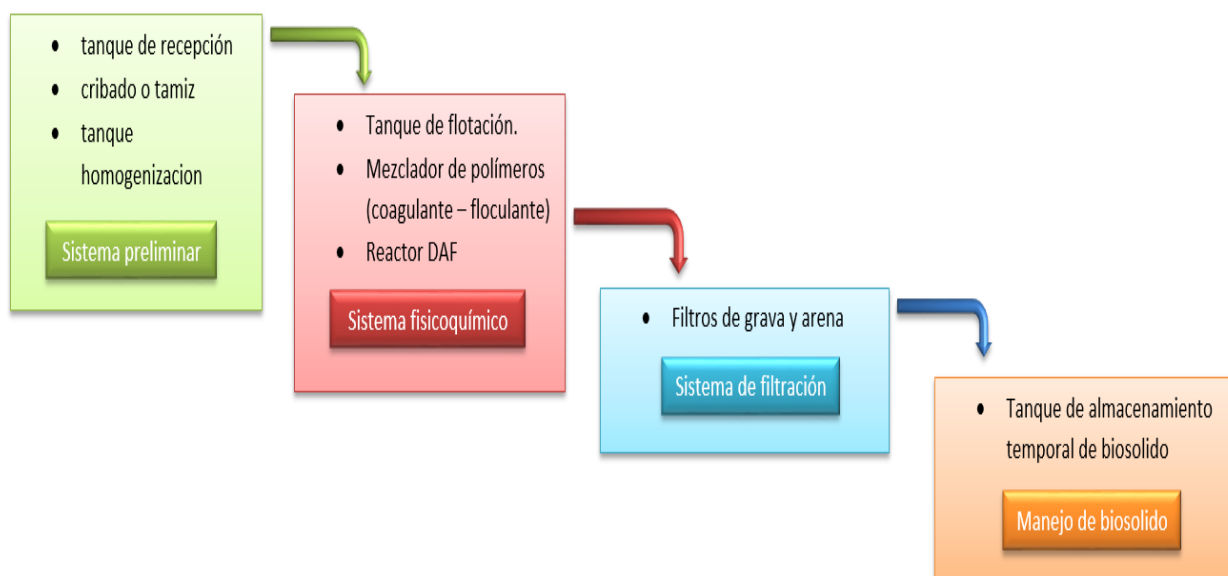 • tanque de recepción
• cribado o tamiz
• tanque
homogenizacion
Sistema preliminar
• Tanque de flotación.
• Mezclador de polímeros
(coagulante – floculante)
• Reactor DAF
Sistema fisicoquímico
• Filtros de grava y arena
Sistema de filtración
• Tanque de almacenamiento
temporal de biosolido
Manejo de biosolido